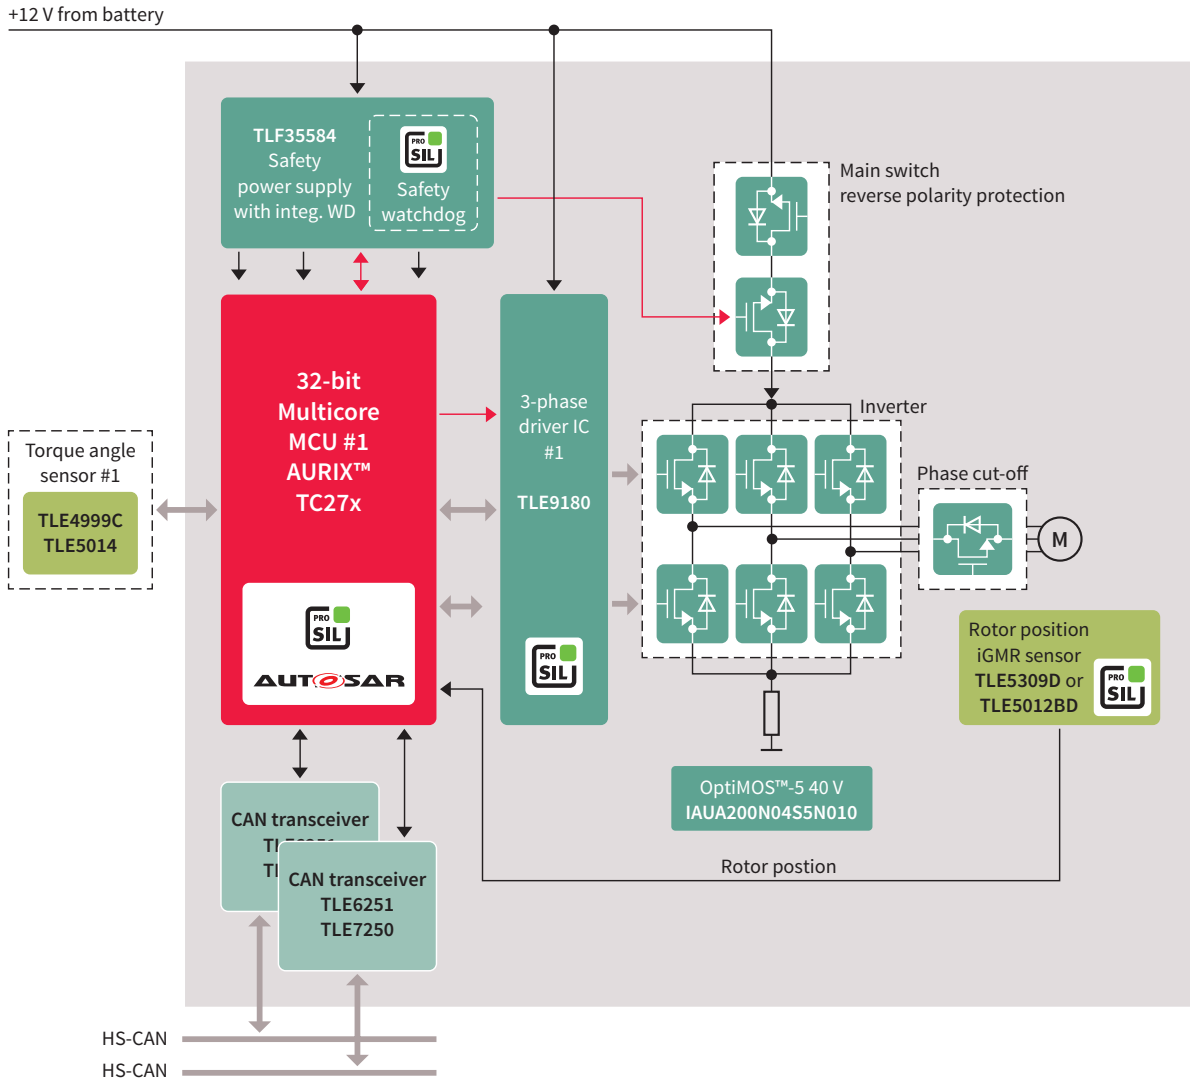 +12 V from battery
TLF35584
Safety
power supply
with integ. WD
PRO
SIL
Safety
watchdog
Main switch
reverse polarity protection
32-bit
Multicore
MCU #1
AURIX™
TC27x
PRO
SIL
AUTOSAR
3-phase
driver IC
#1
TLE9180
PRO
SIL
Inverter
Torque angle
sensor #1
TLE4999C
TLE5014
Phase cut-off
M
Rotor position
iGMR sensor
TLE5309D or
TLE5012BD
PRO
SIL
OptiMOS™-5 40 V
IAUA200N04S5N010
Rotor postion
CAN transceiver
CAN transceiver
TLE6251
TLE7250
HS-CAN
HS-CAN